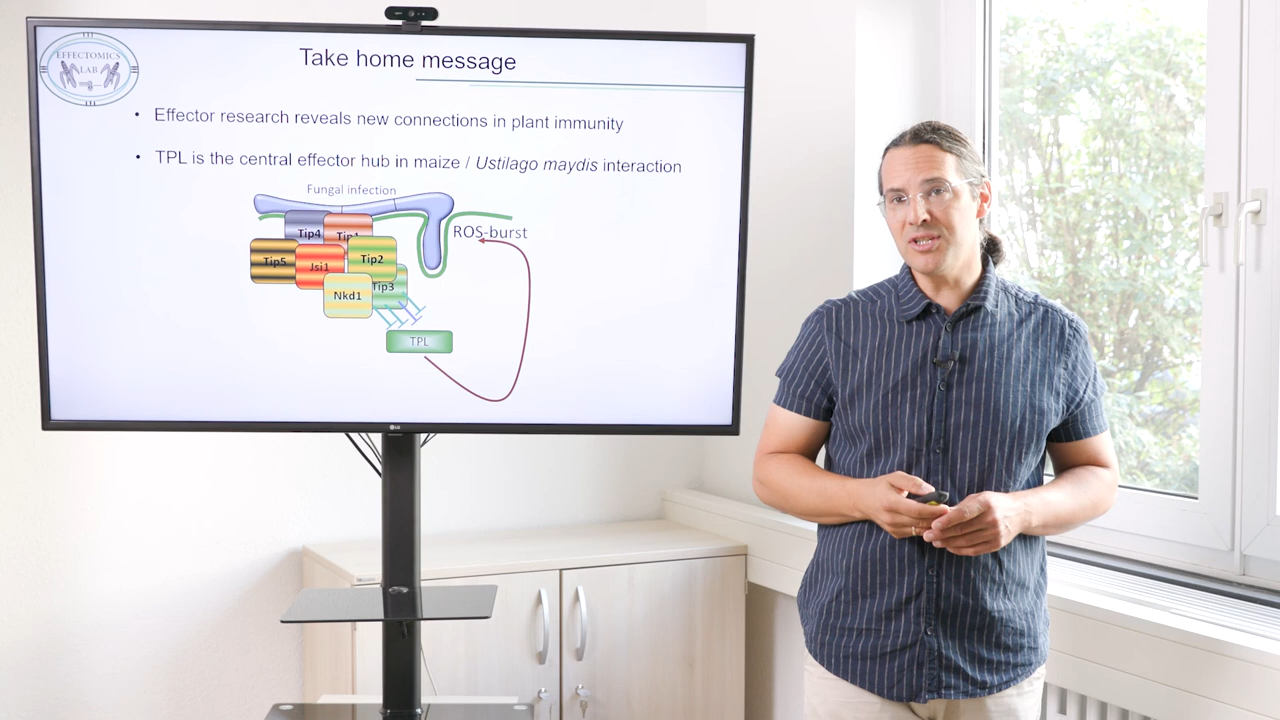 EFFECTOMICS
LAB
Take home message
• Effector research reveals new connections in plant immunity
• TPL is the central effector hub in maize / Ustilago maydis interaction
Fungal infection
ROS-burst
Tip4
Tip1
Tip5
Jsi1
Tip2
Tip3
Nkd1
TPL
LG